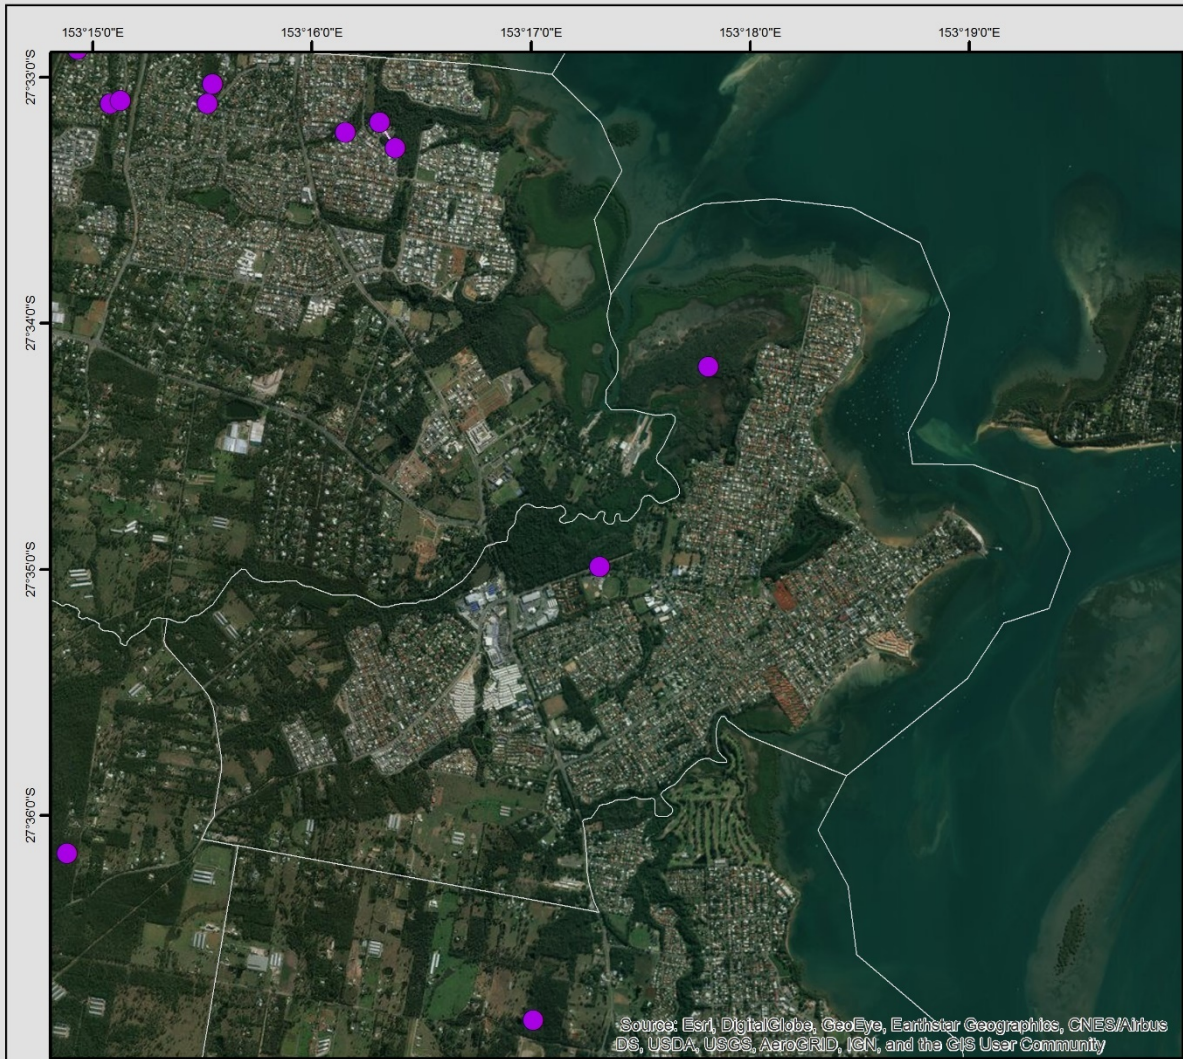 153°15'0"E 153°16'0"E 153°17'0"E 153°18'0"E 153°19'0"E
27°33'0"S
27°34'0"S
27°35'0"S
27°36'0"S
Source: Esri, DigitalGlobe, GeoEye, Earthstar Geographics, CNES/Airbus
DS, USDA, USGS, AeroGRID, IGN, and the GIS User Community